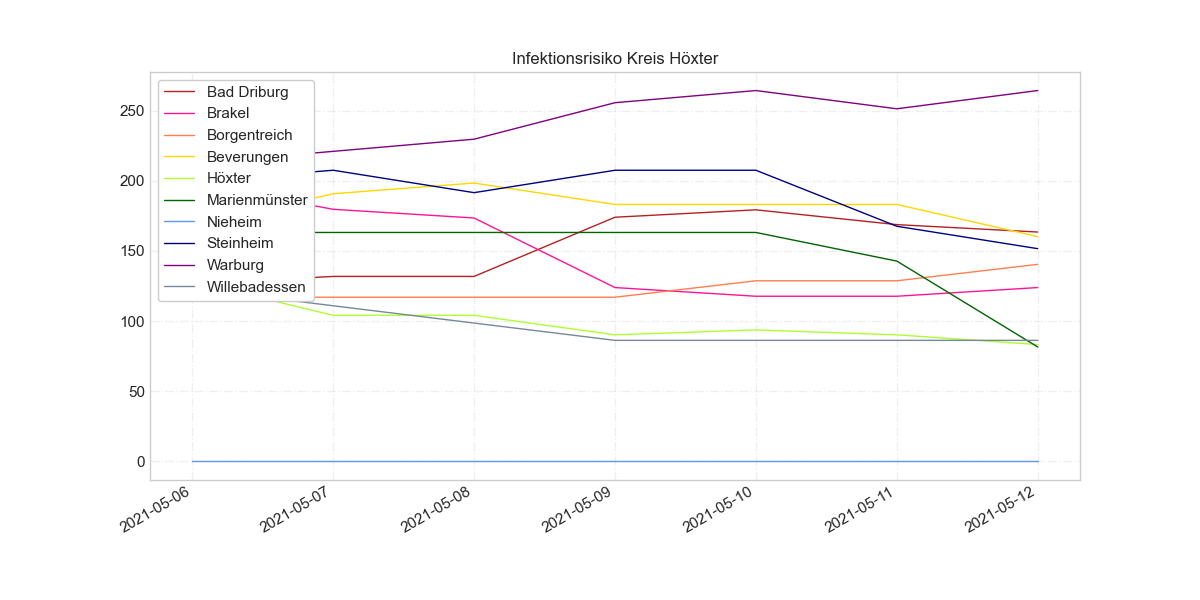 Infektionsrisiko Kreis Höxter
Bad Driburg
Brakel
Borgentreich
Beverungen
Höxter
Marienmünster
Nieheim
Steinheim
Warburg
Willebadessen
250
200
150
100
50
0
2021-05-06
2021-05-07
2021-05-08
2021-05-09
2021-05-10
2021-05-11
2021-05-12